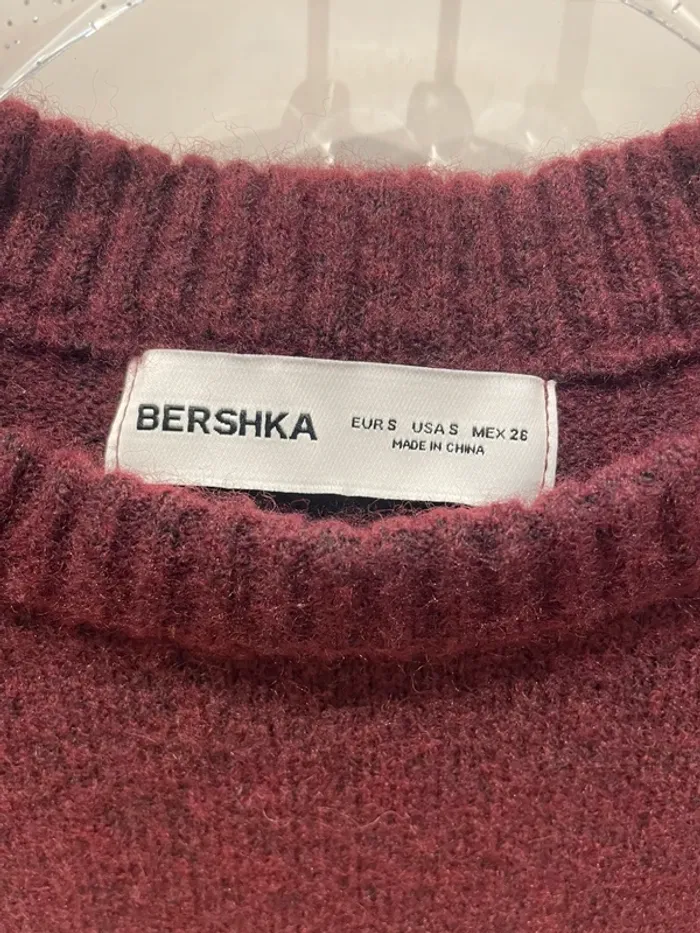 BERSHKA EUR S USA S MEX 26
MADE IN CHINA